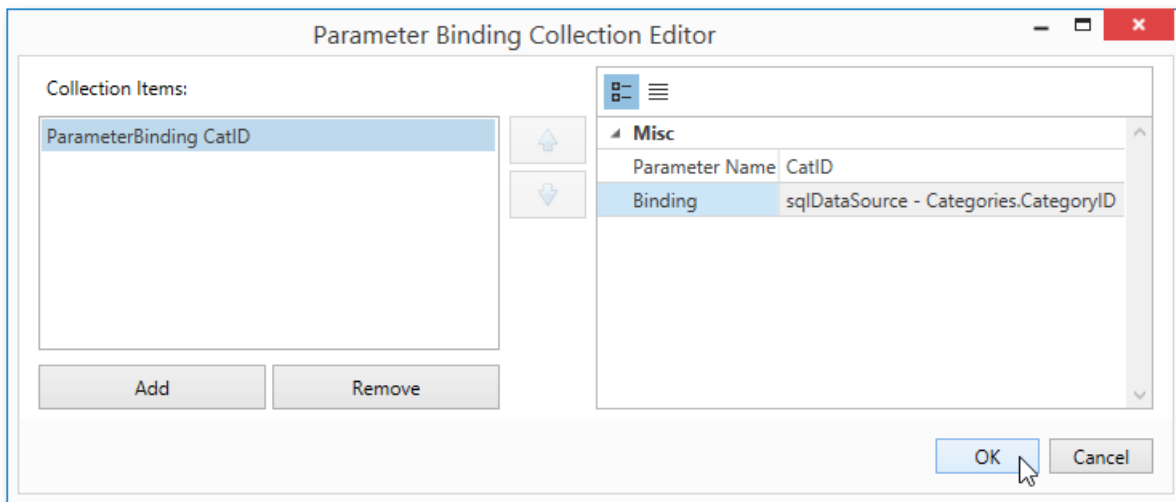 Parameter Binding Collection Editor
Collection Items:
ParameterBinding CatID
Add
Remove
Misc
Parameter Name CatID
Binding sqlDataSource - Categories.CategoryID
OK
Cancel